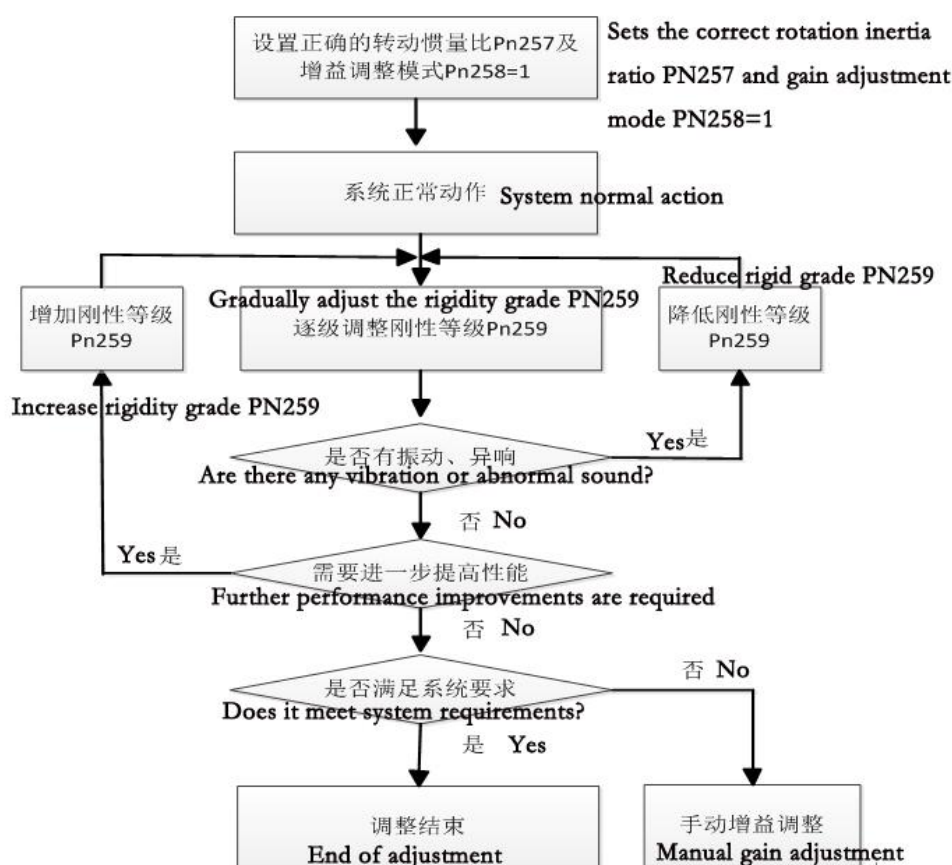 设置正确的转动惯量比Pn257及
增益调整模式Pn258=1
Sets the correct rotation inertia
ratio PN257 and gain adjustment
mode PN258=1
系统正常动作
System normal action
Reduce rigid grade PN259
增加刚性等级
Pn259
Gradually adjust the rigidity grade PN259
逐级调整刚性等级Pn259
降低刚性等级
Pn259
Increase rigidity grade PN259
是否有振动、异响
Are there any vibration or abnormal sound?
Yes是
否 No
Yes是
需要进一步提高性能
Further performance improvements are required
否 No
是否满足系统要求
Does it meet system requirements?
否 No
是 Yes
调整结束
End of adjustment
手动增益调整
Manual gain adjustment